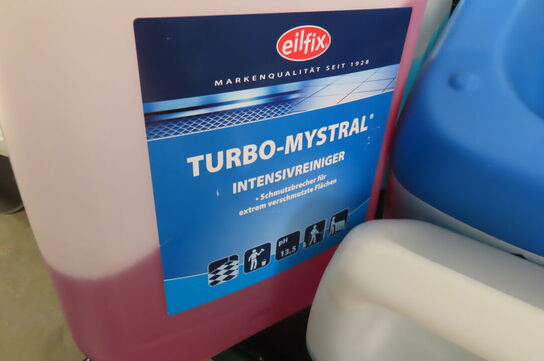 eilfix®
MARKENQUALITÄT SEIT 1928
TURBO-MYSTRAL®
INTENSIVREINIGER
• Schmutzbrecher für
extrem verschmutzte Flächen
pH
13,5